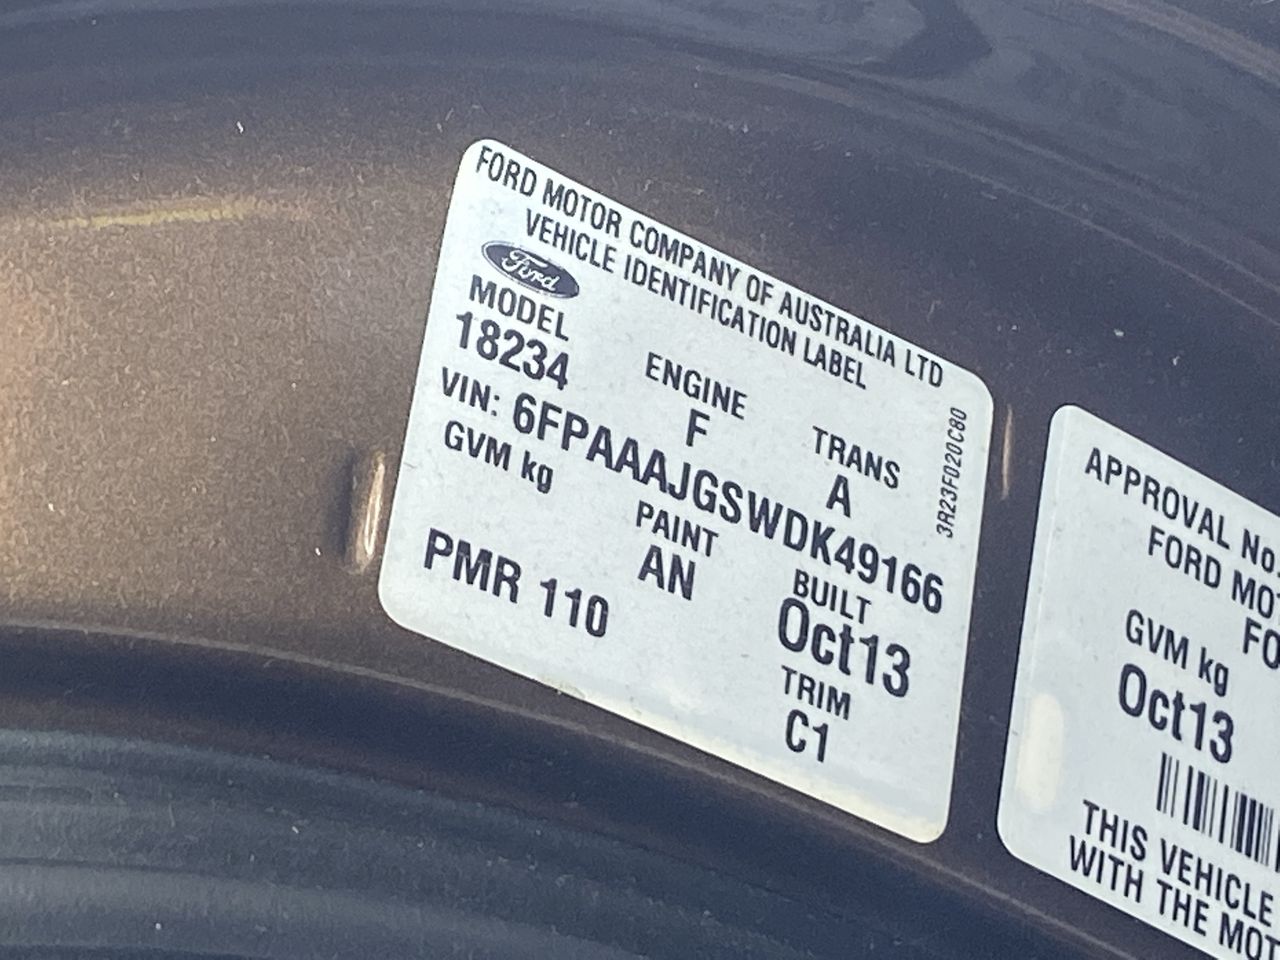 FORD MOTOR COMPANY OF AUSTRALIA LTD
VEHICLE IDENTIFICATION LABEL
Ford
MODEL ENGINE TRANS
18234 F A
VIN: 6FPAAAJGSWDK49166
GVM kg PAINT BUILT
AN Oct13
PMR 110 TRIM
C1
3R23F020C80
APPROVAL No.
FORD MO
FO
GVM kg
Oct13
THIS VEHICLE
WITH THE MOT